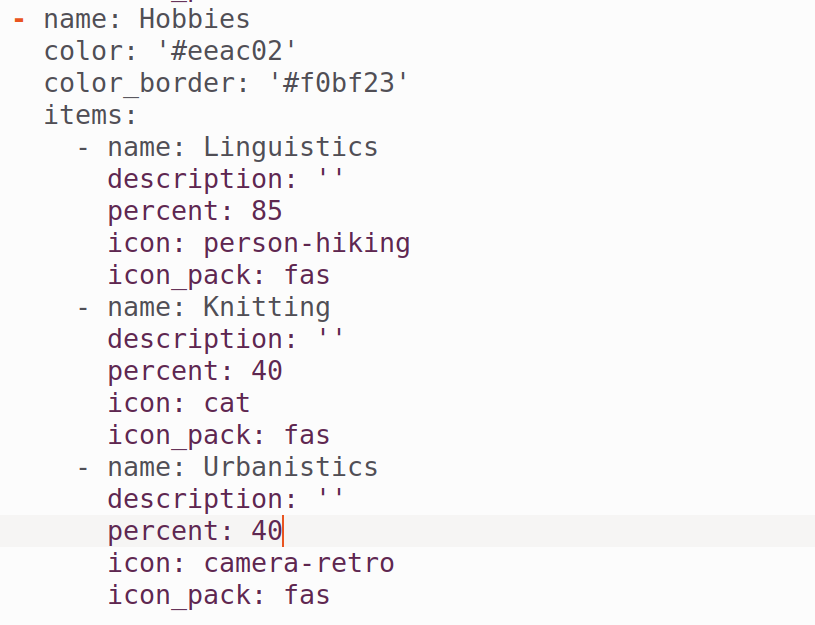 - name: Hobbies
  color: '#eeac02'
  color_border: '#f0bf23'
  items:
    - name: Linguistics
      description: ''
      percent: 85
      icon: person-hiking
      icon_pack: fas
    - name: Knitting
      description: ''
      percent: 40
      icon: cat
      icon_pack: fas
    - name: Urbanistics
      description: ''
      percent: 40
      icon: camera-retro
      icon_pack: fas